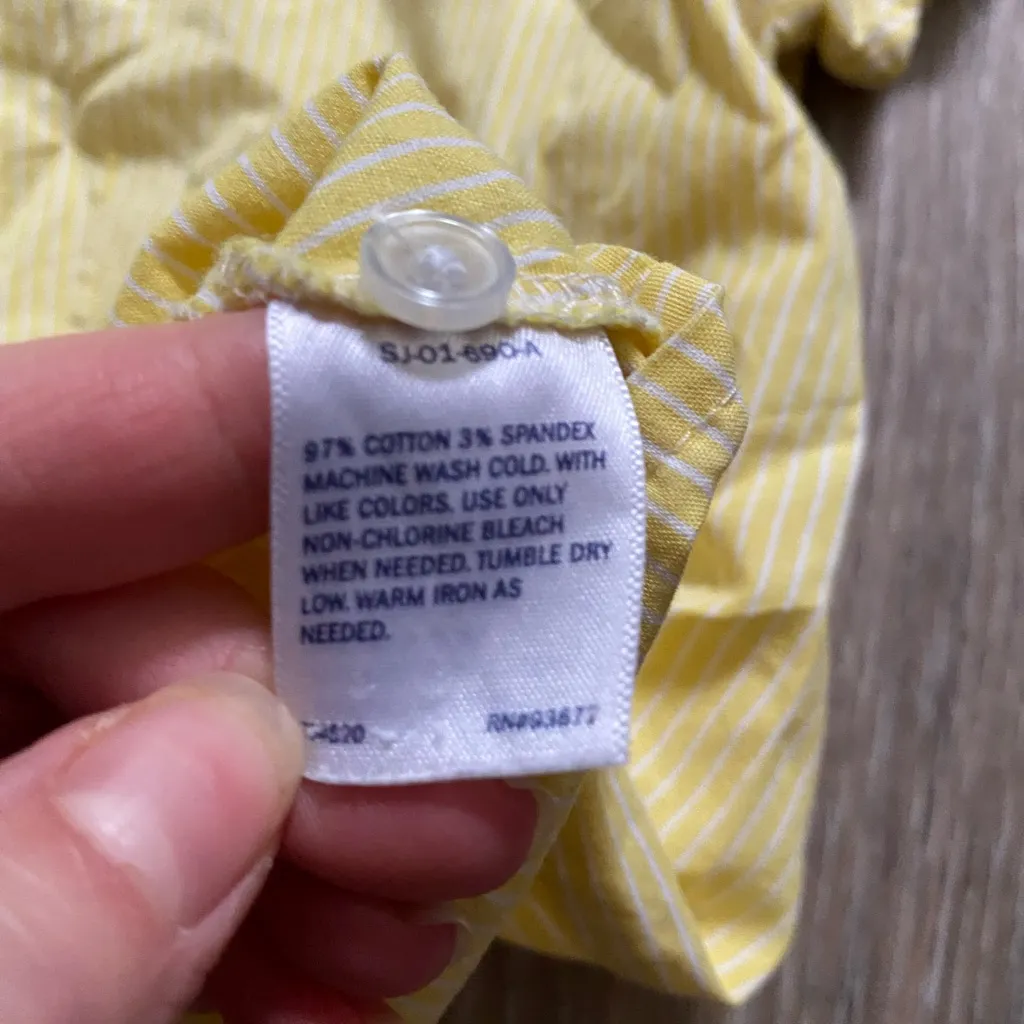 SJ-01-690-A
97% COTTON 3% SPANDEX
MACHINE WASH COLD. WITH
LIKE COLORS. USE ONLY
NON-CHLORINE BLEACH
WHEN NEEDED. TUMBLE DRY
LOW. WARM IRON AS
NEEDED.
RN#93677